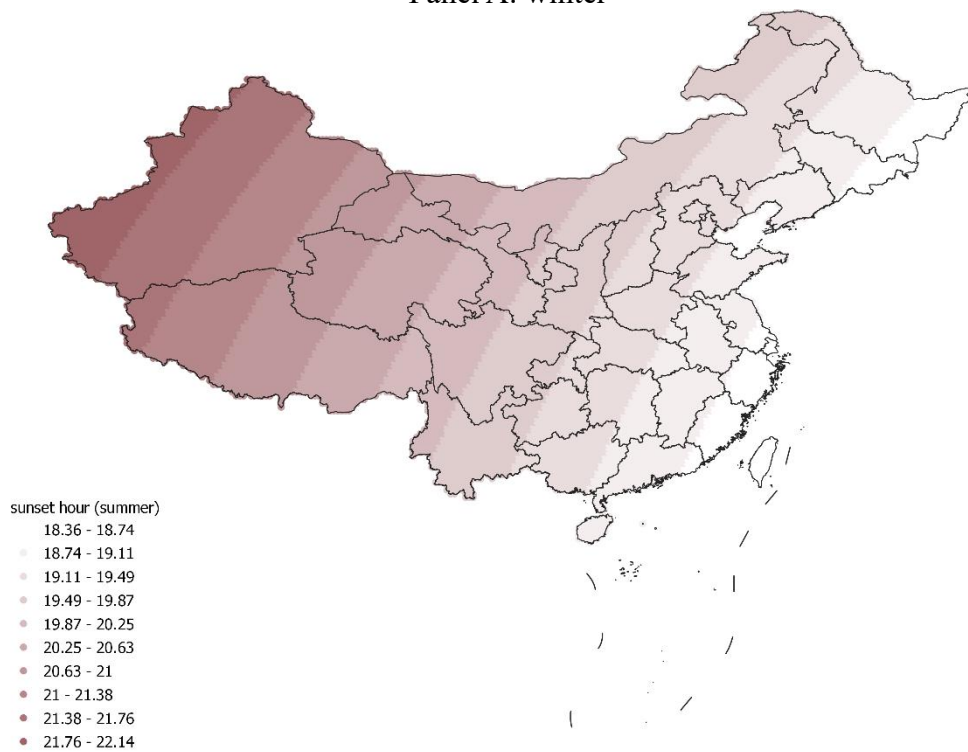 Panel A: Winter
sunset hour (summer)
18.36 - 18.74
18.74 - 19.11
19.11 - 19.49
19.49 - 19.87
19.87 - 20.25
20.25 - 20.63
20.63 - 21
21 - 21.38
21.38 - 21.76
21.76 - 22.14